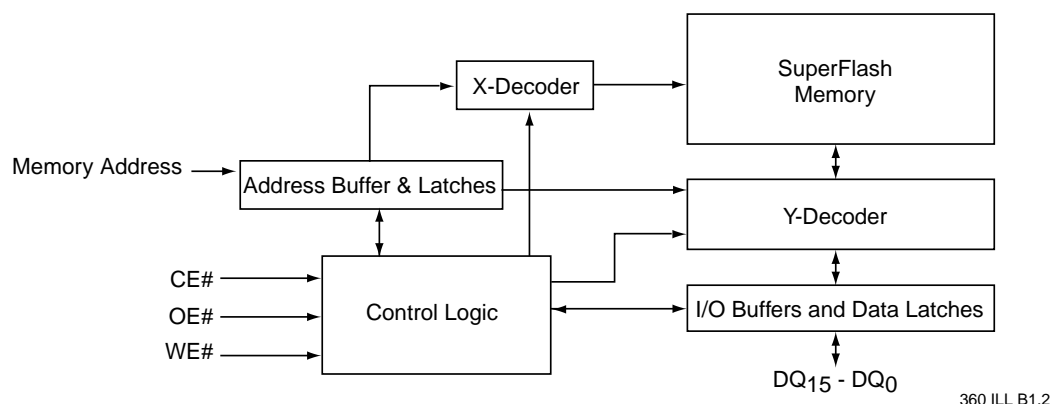 SuperFlash
Memory
X-Decoder
Memory Address
Address Buffer & Latches
Y-Decoder
CE#
OE#
WE#
Control Logic
I/O Buffers and Data Latches
DQ15 - DQ0
360 ILL B1.2